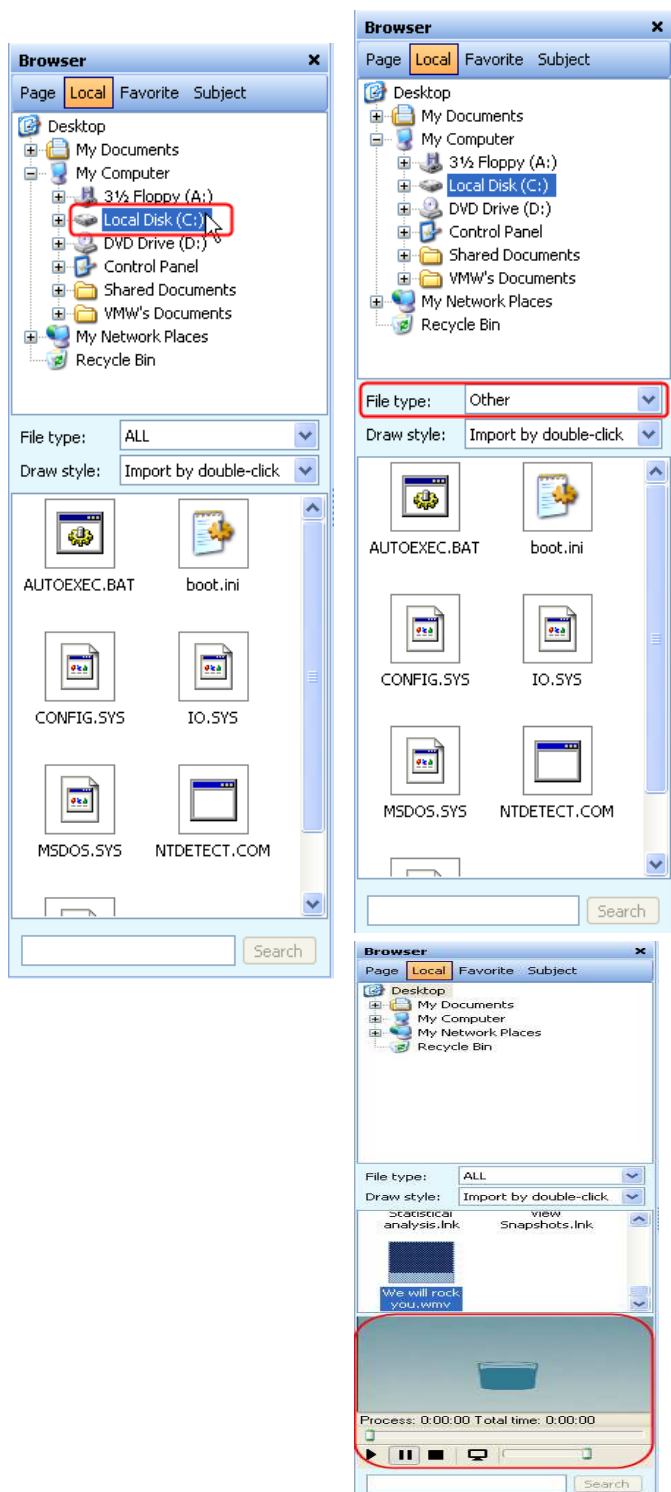 Browser
Page Local Favorite Subject
Desktop
My Documents
My Computer
3½ Floppy (A:)
Local Disk (C:)
DVD Drive (D:)
Control Panel
Shared Documents
VMW's Documents
My Network Places
Recycle Bin
File type: ALL
Draw style: Import by double-click
AUTOEXEC.BAT boot.ini
CONFIG.SYS IO.SYS
MSDOS.SYS NTDETECT.COM
Search
Browser
Page Local Favorite Subject
Desktop
My Documents
My Computer
3½ Floppy (A:)
Local Disk (C:)
DVD Drive (D:)
Control Panel
Shared Documents
VMW's Documents
My Network Places
Recycle Bin
File type: Other
Draw style: Import by double-click
AUTOEXEC.BAT boot.ini
CONFIG.SYS IO.SYS
MSDOS.SYS NTDETECT.COM
Search
Browser
Page Local Favorite Subject
Desktop
My Documents
My Computer
My Network Places
Recycle Bin
File type: ALL
Draw style: Import by double-click
Statistical view
analysis.lnk Snapshots.lnk
We will rock
you.wmv
Process: 0:00:00 Total time: 0:00:00
Search